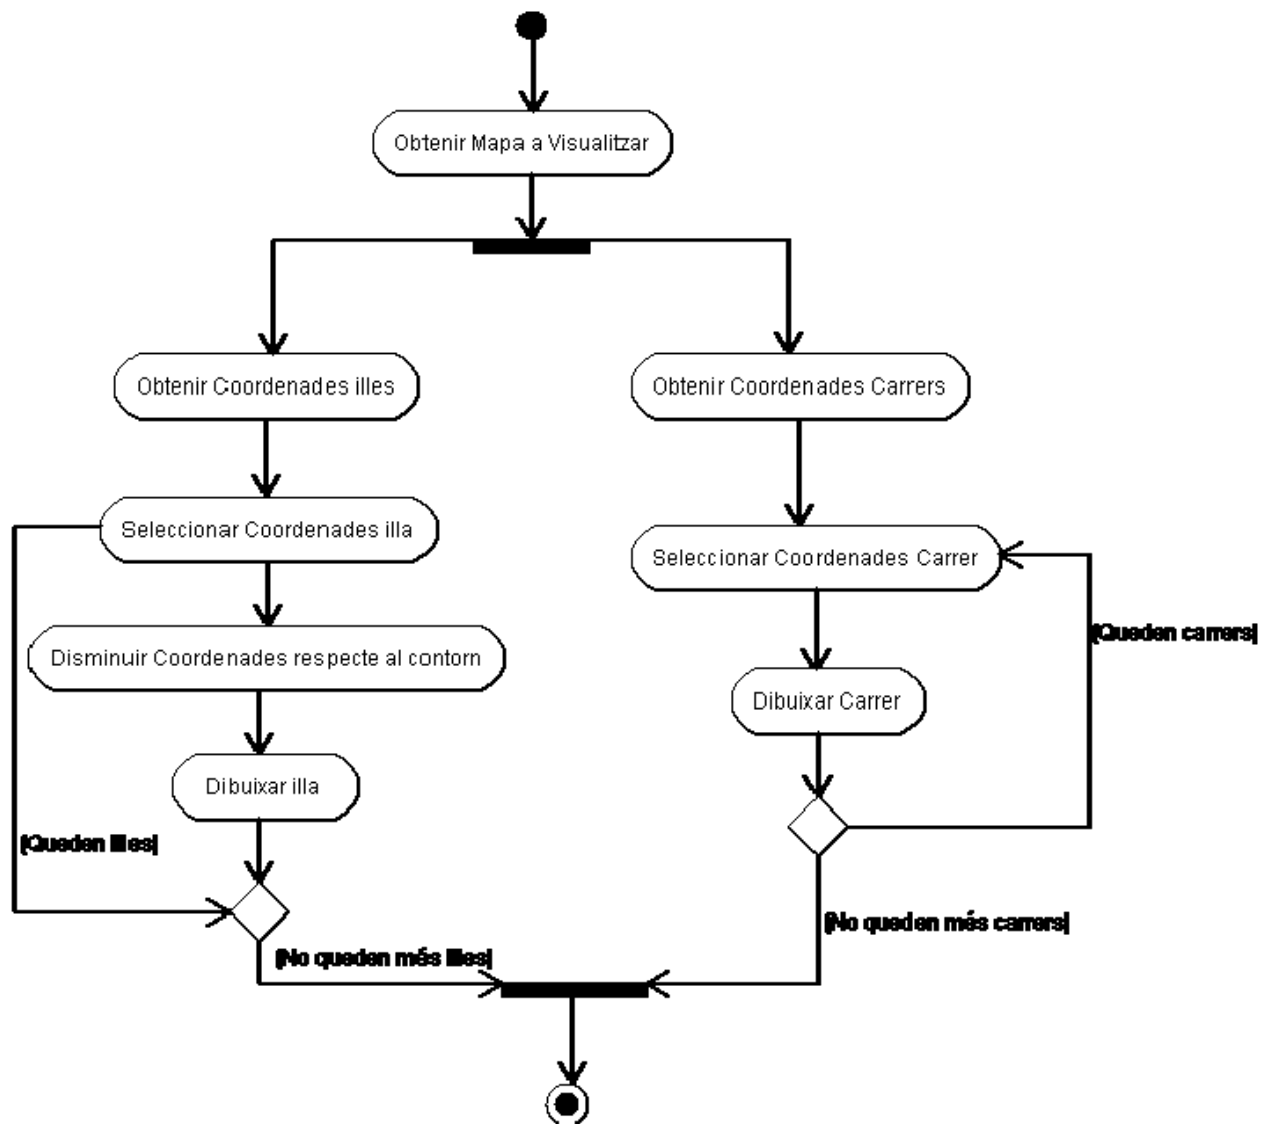 Obtenir Mapa a Visualitzar
Obtenir Coordenades illes
Obtenir Coordenades Carrers
Seleccionar Coordenades illa
Seleccionar Coordenades Carrer
[Queden carrers]
Disminuir Coordenades respecte al contorn
Dibuixar Carrer
Dibuixar illa
[Queden illes]
[No queden més carrers]
[No queden més illes]